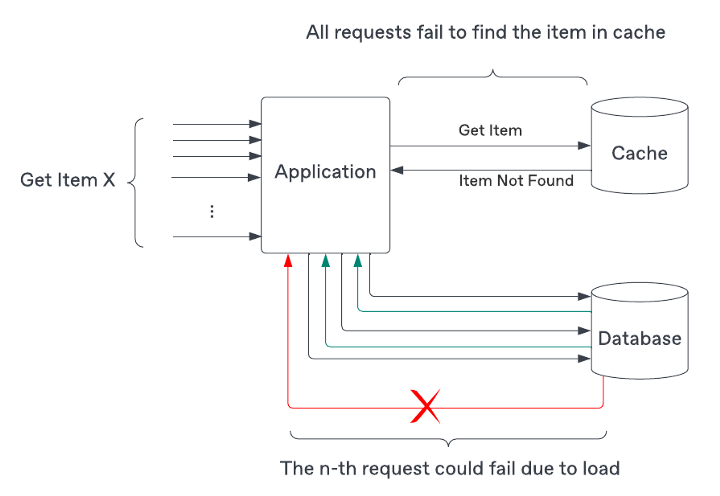 All requests fail to find the item in cache
Get Item
Cache
Application
Get Item X
Item Not Found
...
Database
X
The n-th request could fail due to load